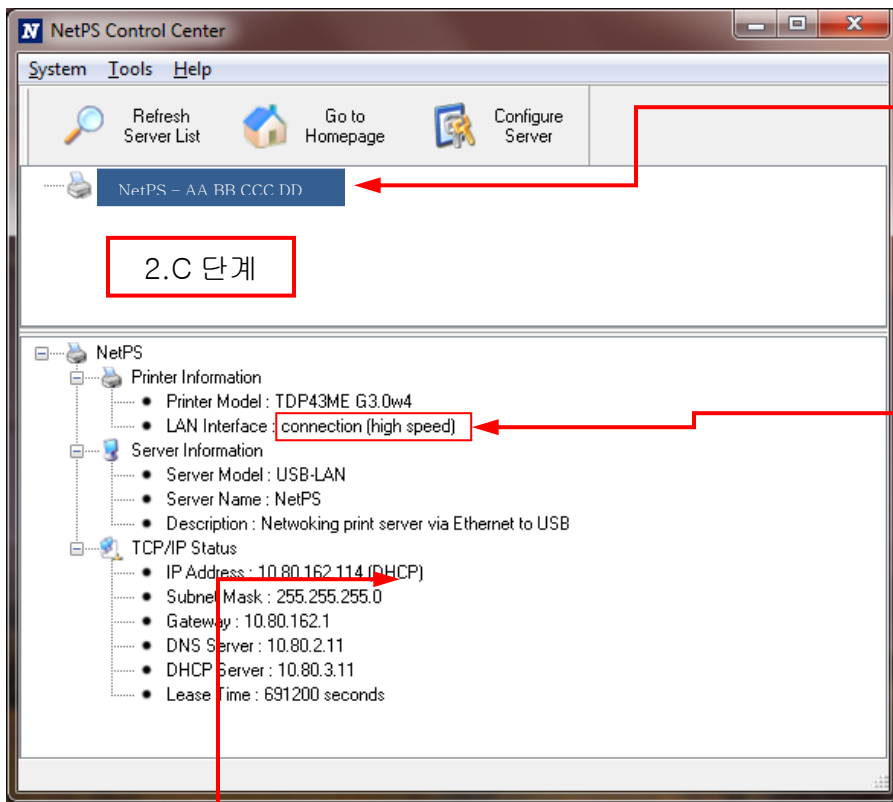 NetPS Control Center
System Tools Help
Refresh
Server List
Go to
Homepage
Configure
Server
NetPS – AA BB CCC DD
2.C 단계
NetPS
Printer Information
Printer Model : TDP43ME G3.0w4
LAN Interface : connection (high speed)
Server Information
Server Model : USB-LAN
Server Name : NetPS
Description : Netwoking print server via Ethernet to USB
TCP/IP Status
IP Address : 10.80.162.114 (DHCP)
Subnet Mask : 255.255.255.0
Gateway : 10.80.162.1
DNS Server : 10.80.2.11
DHCP Server : 10.80.3.11
Lease Time : 691200 seconds